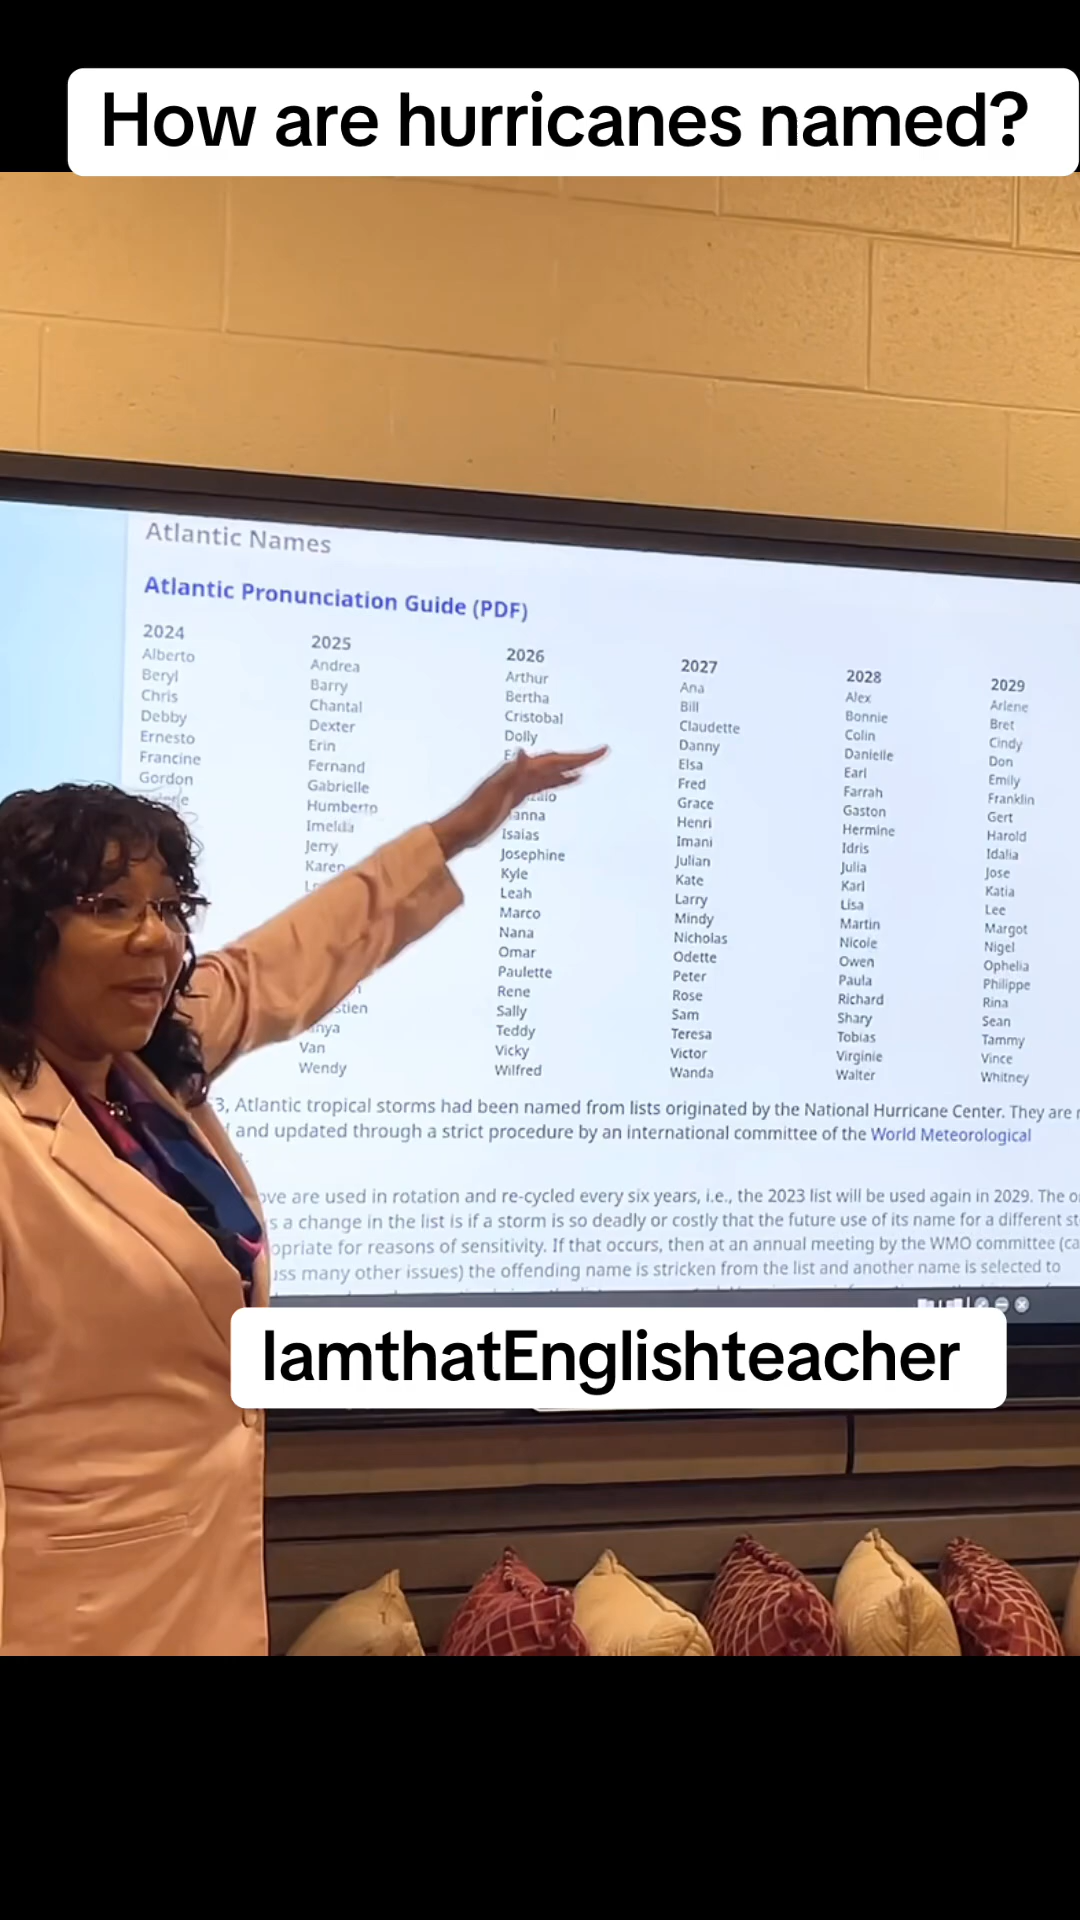 How are hurricanes named?
Atlantic Names
Atlantic Pronunciation Guide (PDF)
2024
Alberto
Beryl
Chris
Debby
Ernesto
Francine
Gordon
2025
Andrea
Barry
Chantal
Dexter
Erin
Fernand
Gabrielle
Humberto
Imelda
Jerry
Karen
Van
Wendy
2026
Arthur
Bertha
Cristobal
Dolly
Isaias
Josephine
Kyle
Leah
Marco
Nana
Omar
Paulette
Rene
Sally
Teddy
Vicky
Wilfred
2027
Ana
Bill
Claudette
Danny
Elsa
Fred
Grace
Henri
Imani
Julian
Kate
Larry
Mindy
Nicholas
Odette
Peter
Rose
Sam
Teresa
Victor
Wanda
2028
Alex
Bonnie
Colin
Danielle
Earl
Farrah
Gaston
Hermine
Idris
Julia
Karl
Lisa
Martin
Nicole
Owen
Paula
Richard
Shary
Tobias
Virginie
Walter
2029
Arlene
Bret
Cindy
Don
Emily
Franklin
Gert
Harold
Idalia
Jose
Katia
Lee
Margot
Nigel
Ophelia
Philippe
Rina
Sean
Tammy
Vince
Whitney
3, Atlantic tropical storms had been named from lists originated by the National Hurricane Center. They are
and updated through a strict procedure by an international committee of the World Meteorological
are used in rotation and re-cycled every six years, i.e., the 2023 list will be used again in 2029. The
a change in the list is if a storm is so deadly or costly that the future use of its name for a different
for reasons of sensitivity. If that occurs, then at an annual meeting by the WMO committee
many other issues) the offending name is stricken from the list and another name is selected to
IamthatEnglishteacher